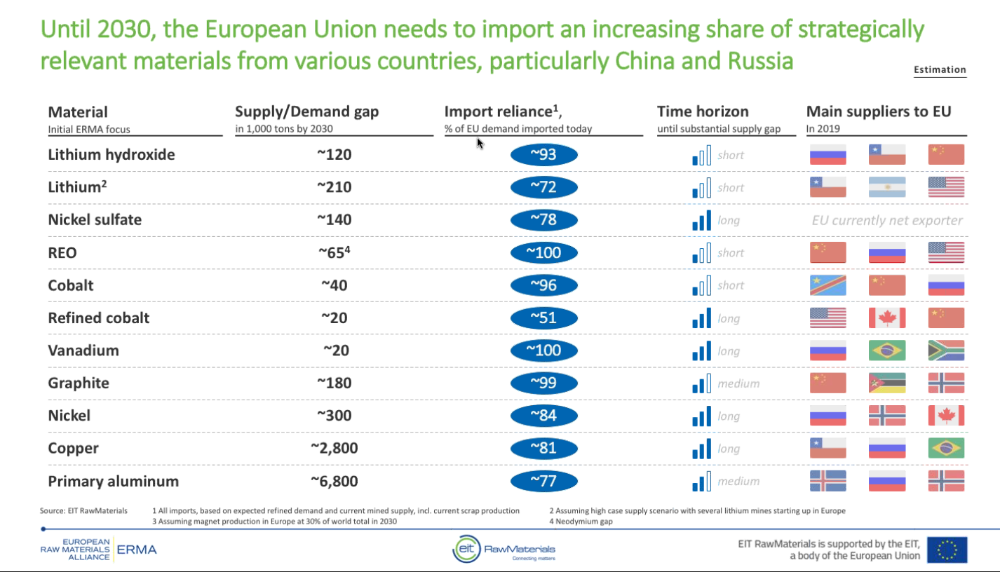 Until 2030, the European Union needs to import an increasing share of strategically
relevant materials from various countries, particularly China and Russia
Estimation
Material
Initial ERMA focus
Supply/Demand gap
in 1,000 tons by 2030
Import reliance¹,
% of EU demand imported today
Time horizon
until substantial supply gap
Main suppliers to EU
In 2019
Lithium hydroxide ~120 ~93 short
Lithium² ~210 ~72 short
Nickel sulfate ~140 ~78 long EU currently net exporter
REO ~65⁴ ~100 short
Cobalt ~40 ~96 short
Refined cobalt ~20 ~51 long
Vanadium ~20 ~100 long
Graphite ~180 ~99 medium
Nickel ~300 ~84 long
Copper ~2,800 ~81 long
Primary aluminum ~6,800 ~77 medium
Source: EIT RawMaterials
1 All imports, based on expected refined demand and current mined supply, incl. current scrap production
2 Assuming high case supply scenario with several lithium mines starting up in Europe
3 Assuming magnet production in Europe at 30% of world total in 2030
4 Neodymium gap
EUROPEAN
RAW MATERIALS
ALLIANCE
ERMA
eit RawMaterials
Connecting matters
EIT RawMaterials is supported by the EIT,
a body of the European Union